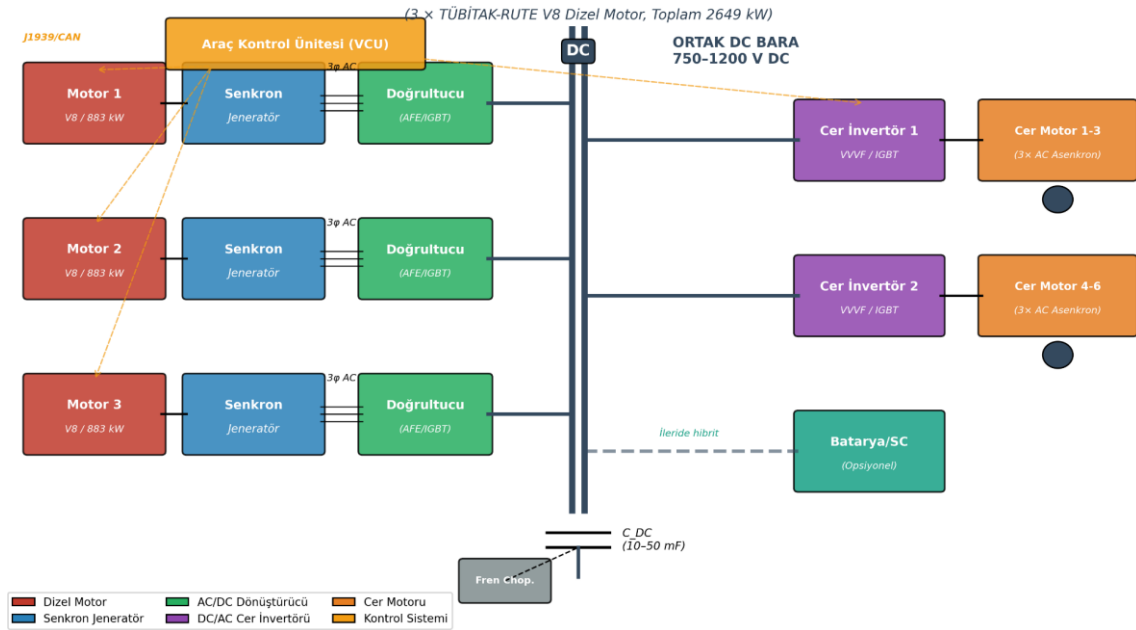 (3 × TÜBİTAK-RUTE V8 Dizel Motor, Toplam 2649 kW)
J1939/CAN
Araç Kontrol Ünitesi (VCU)
DC
ORTAK DC BARA
750–1200 V DC
3φ AC
Motor 1
V8 / 883 kW
Senkron
Jeneratör
Doğrultucu
(AFE/IGBT)
Cer İnvertör 1
VVVF / IGBT
Cer Motor 1-3
(3× AC Asenkron)
3φ AC
Motor 2
V8 / 883 kW
Senkron
Jeneratör
Doğrultucu
(AFE/IGBT)
Cer İnvertör 2
VVVF / IGBT
Cer Motor 4-6
(3× AC Asenkron)
3φ AC
Motor 3
V8 / 883 kW
Senkron
Jeneratör
Doğrultucu
(AFE/IGBT)
İleride hibrit
Batarya/SC
(Opsiyonel)
C_DC
(10–50 mF)
Fren Chop.
Dizel Motor
Senkron Jeneratör
AC/DC Dönüştürücü
DC/AC Cer İnvertörü
Cer Motoru
Kontrol Sistemi